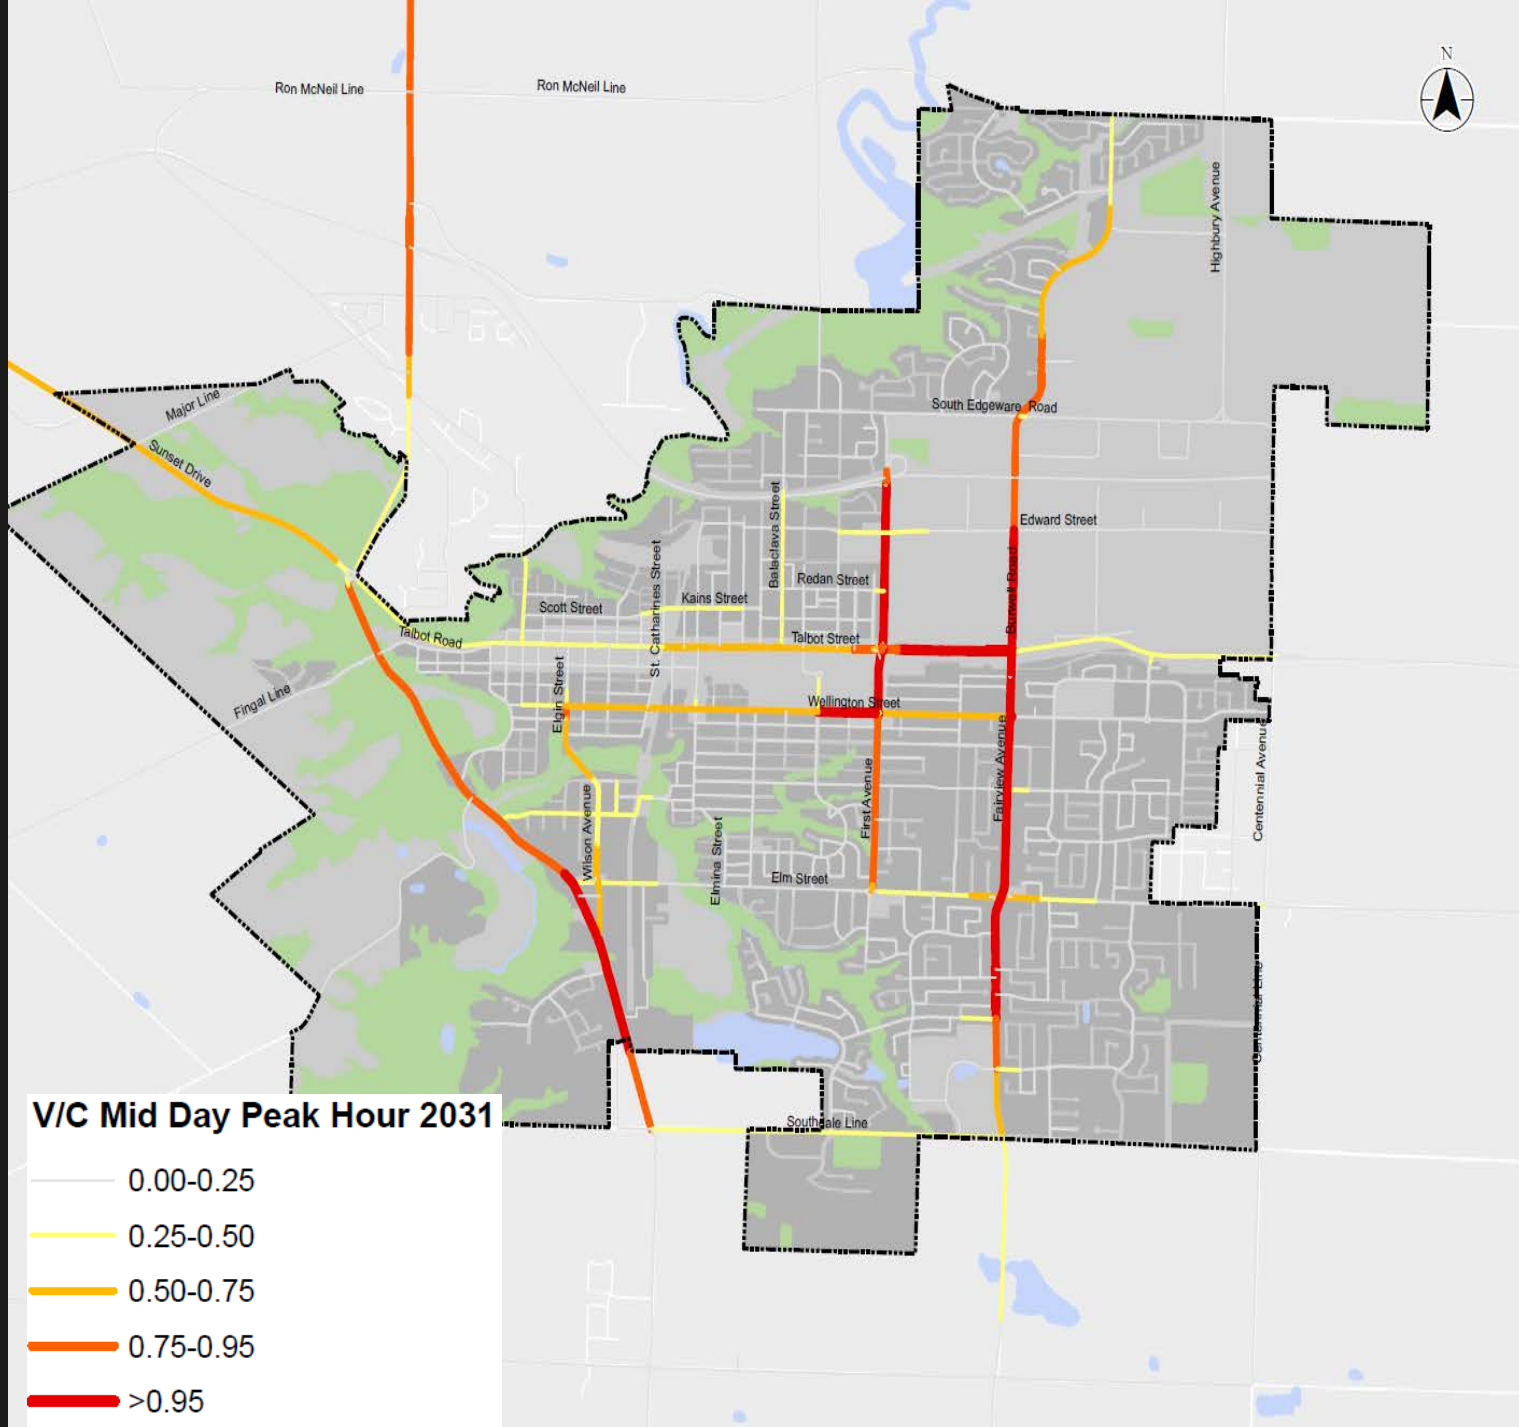 N
Ron McNeil Line
Ron McNeil Line
Highbury Avenue
Major Line
Sunset Drive
South Edgeware Road
Balaclava Street
Edward Street
Burwell Road
St. Catharines Street
Redan Street
Kains Street
Scott Street
Talbot Road
Talbot Street
Fingal Line
Elgin Street
Wellington Street
Fairview Avenue
First Avenue
Centennial Avenue
Wilson Avenue
Elmina Street
Elm Street
Centennial Line
Southdale Line
V/C Mid Day Peak Hour 2031
0.00-0.25
0.25-0.50
0.50-0.75
0.75-0.95
>0.95